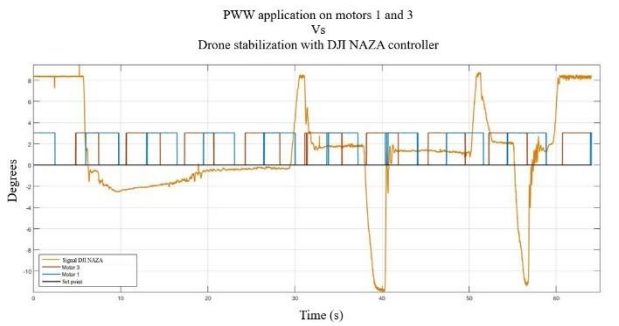 PWW application on motors 1 and 3
Vs
Drone stabilization with DJI NAZA controller
8
6
4
2
0
-2
-4
-6
-8
-10
Degrees
Signal DJI NAZA
Motor 3
Motor 1
Set point
0 10 20 30 40 50 60
Time (s)